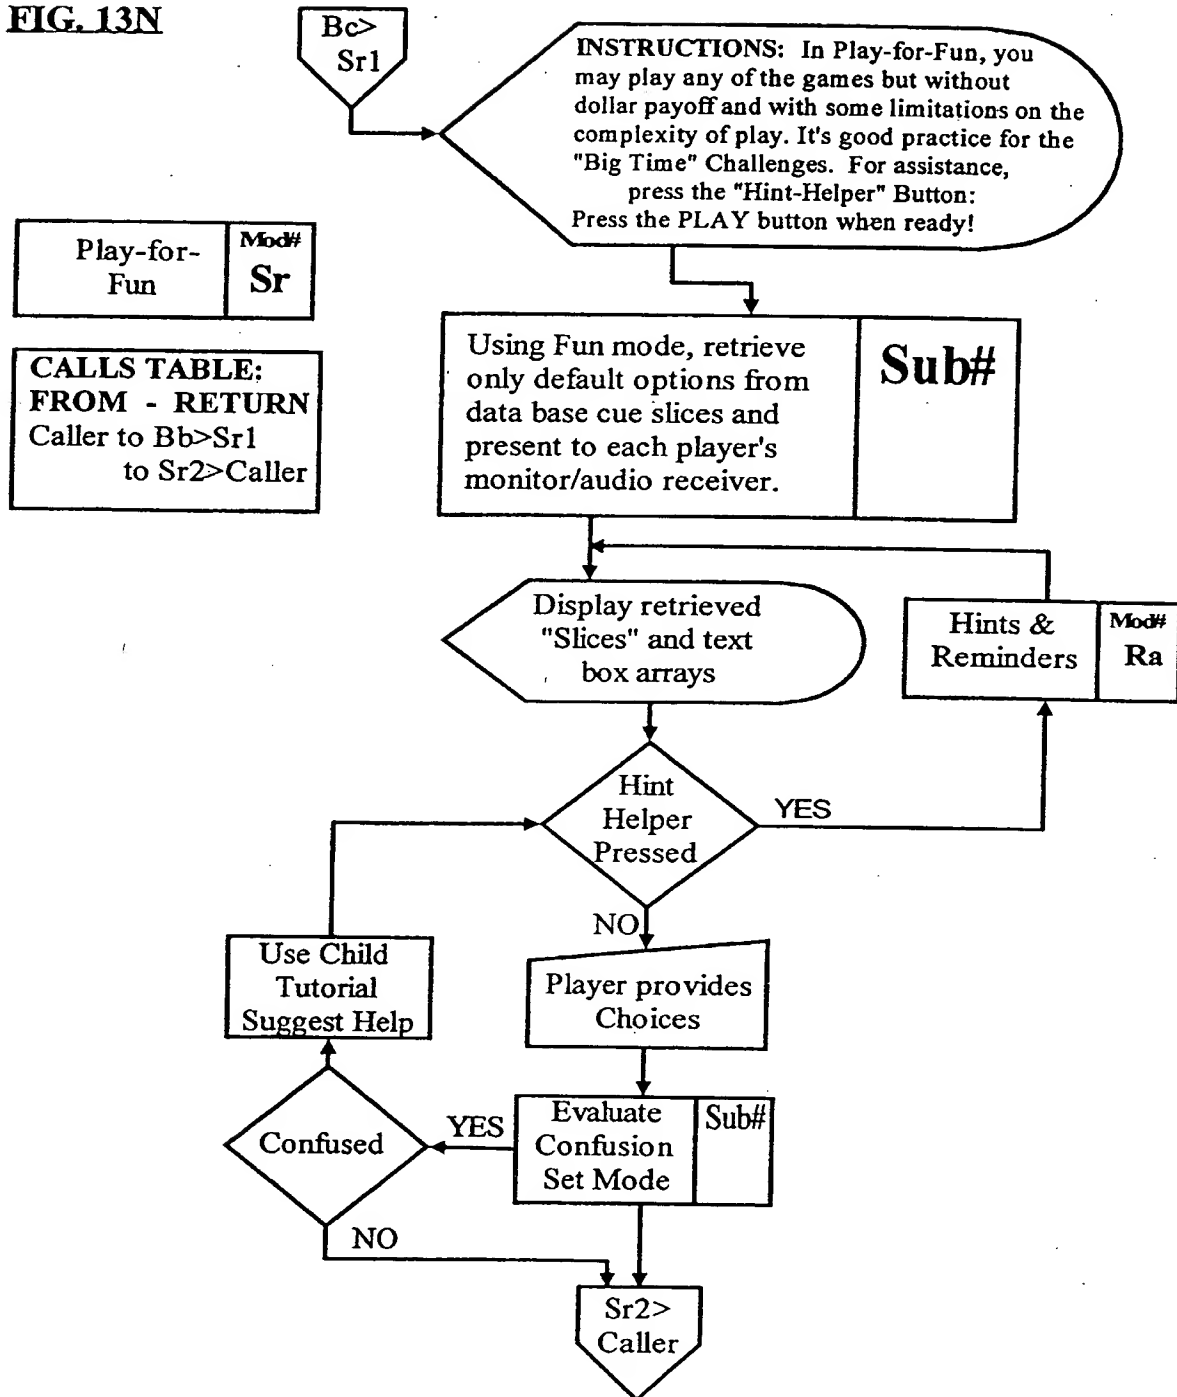 FIG. 13N
Bc>
Sr1
INSTRUCTIONS: In Play-for-Fun, you
may play any of the games but without
dollar payoff and with some limitations on the
complexity of play. It's good practice for the
"Big Time" Challenges. For assistance,
press the "Hint-Helper" Button:
Press the PLAY button when ready!
Play-for-
Fun
Mod#
Sr
CALLS TABLE:
FROM - RETURN
Caller to Bb>Sr1
to Sr2>Caller
Using Fun mode, retrieve
only default options from
data base cue slices and
present to each player's
monitor/audio receiver.
Sub#
Display retrieved
"Slices" and text
box arrays
Hints &
Reminders
Mod#
Ra
Hint
Helper
Pressed
YES
NO
Use Child
Tutorial
Suggest Help
Player provides
Choices
Evaluate
Confusion
Set Mode
Sub#
YES
Confused
NO
Sr2>
Caller